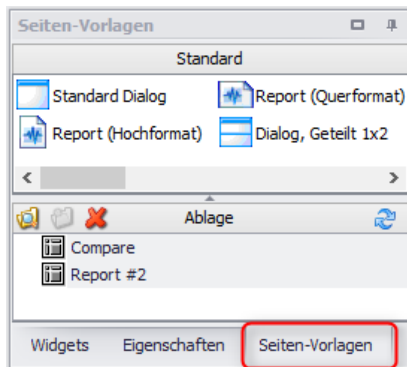 Seiten-Vorlagen
Standard
Standard Dialog
Report (Querformat)
Report (Hochformat)
Dialog, Geteilt 1x2
Ablage
Compare
Report #2
Widgets Eigenschaften Seiten-Vorlagen